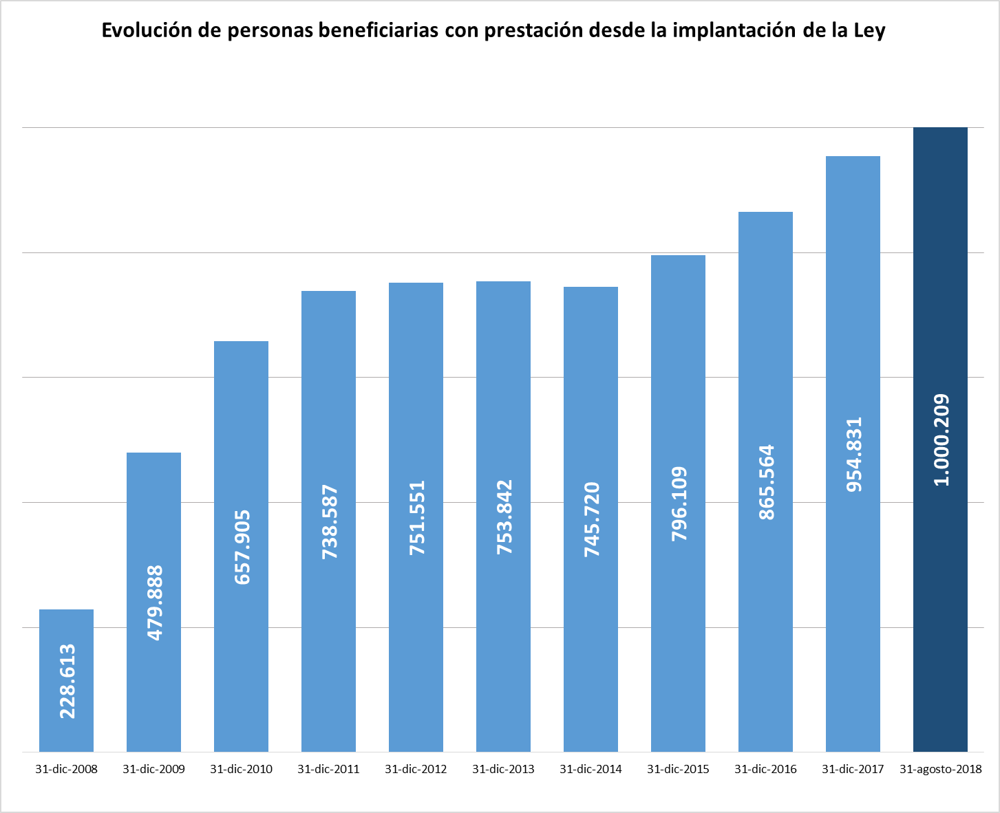 Evolución de personas beneficiarias con prestación desde la implantación de la Ley
228.613
479.888
657.905
738.587
751.551
753.842
745.720
796.109
865.564
954.831
1.000.209
31-dic-2008
31-dic-2009
31-dic-2010
31-dic-2011
31-dic-2012
31-dic-2013
31-dic-2014
31-dic-2015
31-dic-2016
31-dic-2017
31-agosto-2018